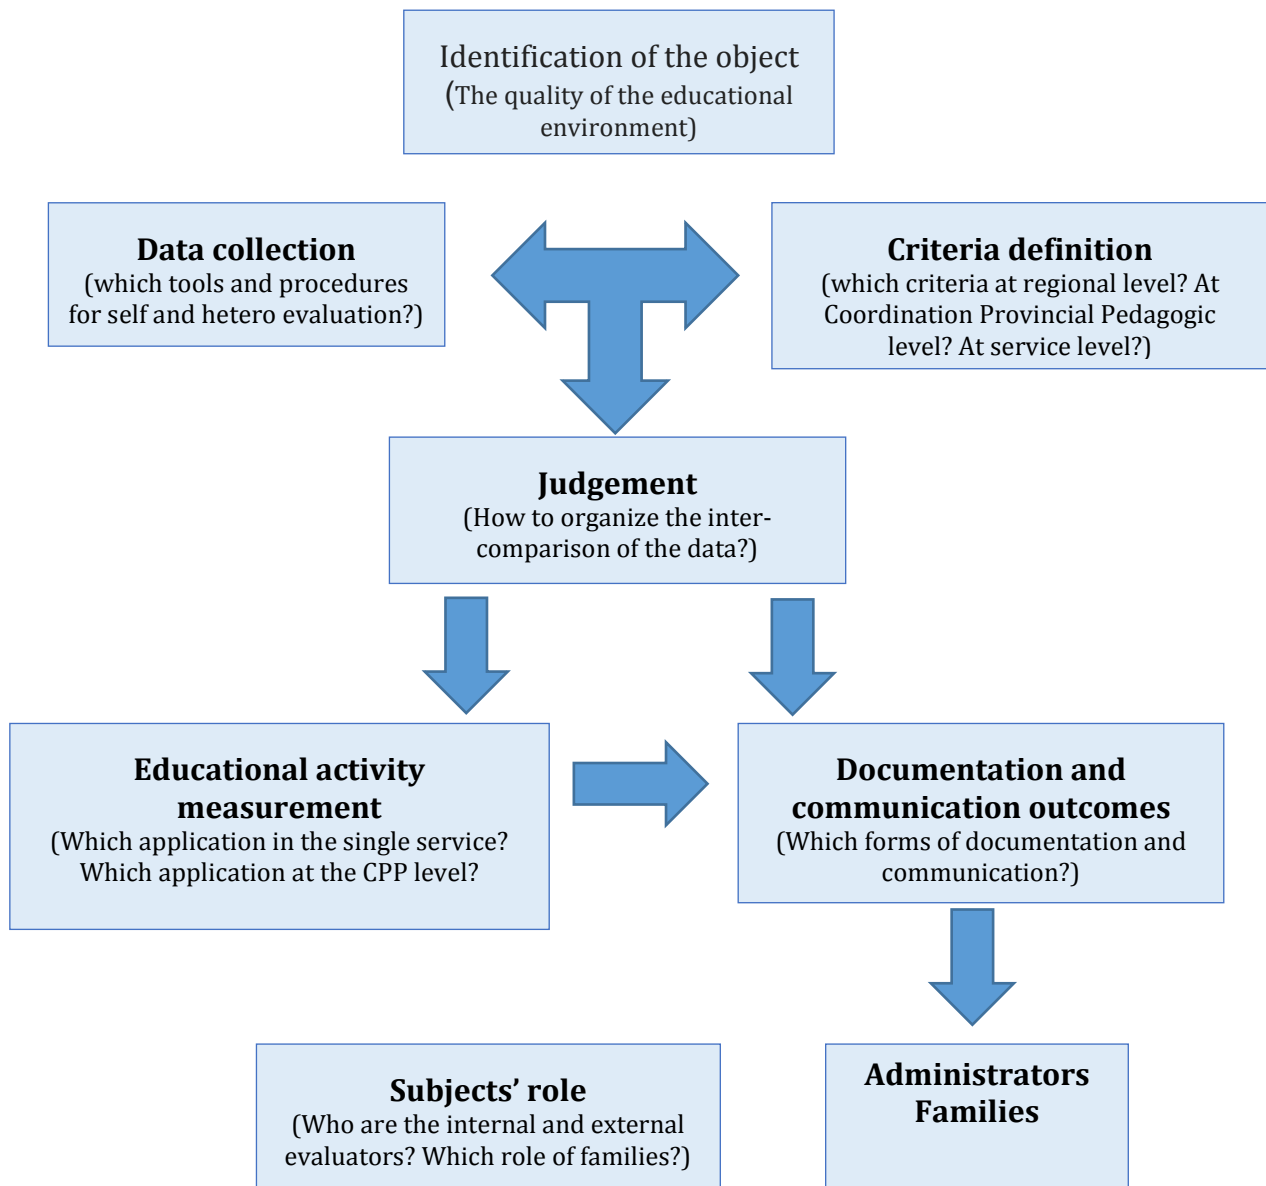 Identification of the object
(The quality of the educational
environment)
Data collection
(which tools and procedures
for self and hetero evaluation?)
Criteria definition
(which criteria at regional level? At
Coordination Provincial Pedagogic
level? At service level?)
Judgement
(How to organize the inter-
comparison of the data?)
Educational activity
measurement
(Which application in the single service?
Which application at the CPP level?
Documentation and
communication outcomes
(Which forms of documentation and
communication?)
Subjects’ role
(Who are the internal and external
evaluators? Which role of families?)
Administrators
Families